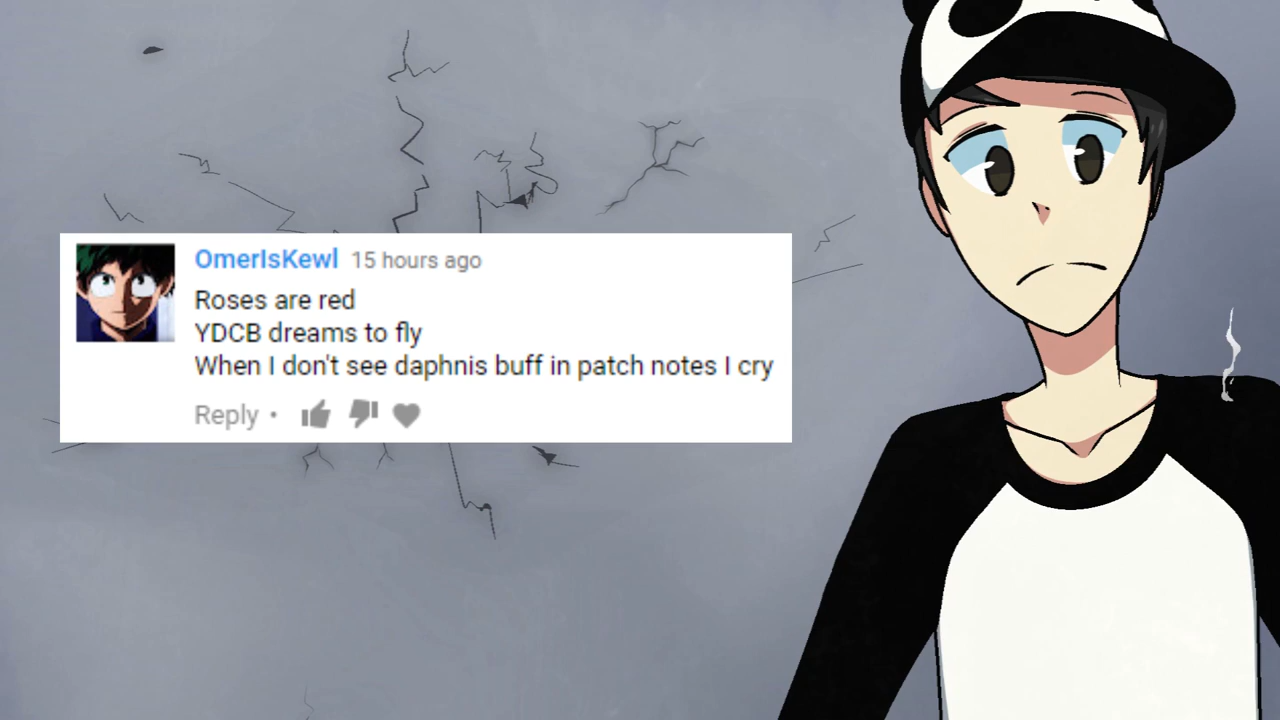 OmerIsKewl 15 hours ago
Roses are red
YDCB dreams to fly
When I don't see daphnis buff in patch notes I cry
Reply •